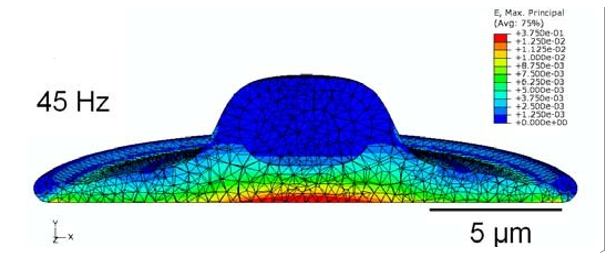 E, Max. Principal
(Avg: 75%)
+3.750e-01
+1.250e-02
+1.125e-02
+1.000e-02
+8.750e-03
+7.500e-03
+6.250e-03
+5.000e-03
+3.750e-03
+2.500e-03
+1.250e-03
+0.000e+00
45 Hz
Y
Z X
5 µm